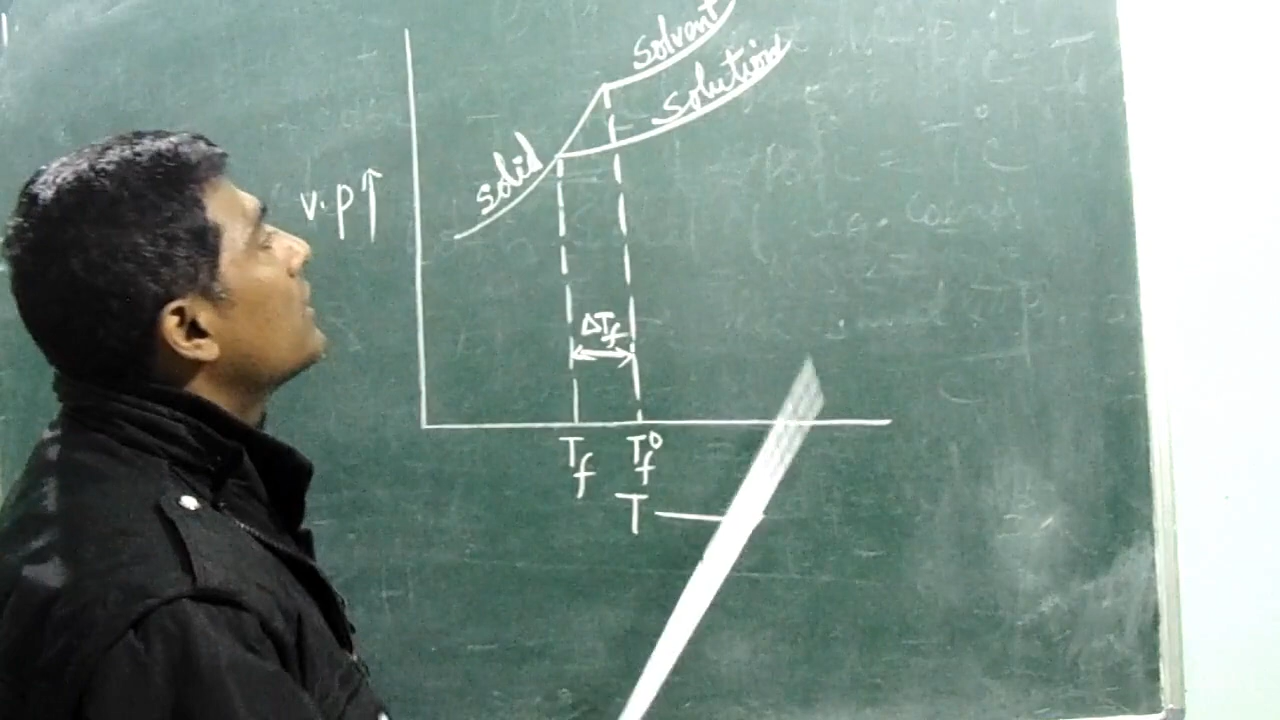 solvent
solution
solid
v.p↑
ΔTf
Tf Tf°
T